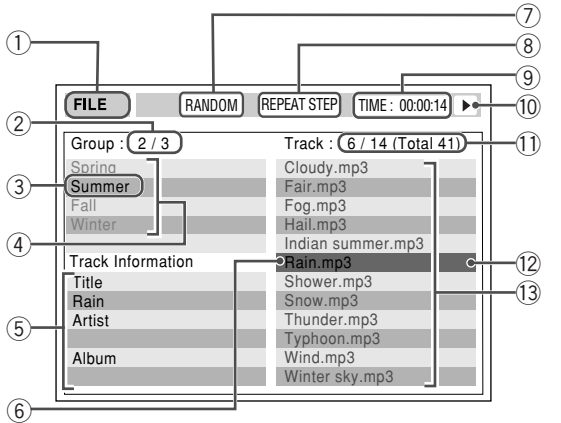 ⑦
① ⑧
⑨
FILE RANDOM REPEAT STEP TIME : 00:00:14 ⑩
②
Group : 2 / 3 Track : 6 / 14 (Total 41) ⑪
Spring Cloudy.mp3
③ Summer Fair.mp3
Fall Fog.mp3
Winter Hail.mp3
④ Indian summer.mp3
Track Information Rain.mp3 ⑫
Title Shower.mp3 ⑬
⑤ Rain Snow.mp3
Artist Thunder.mp3
Typhoon.mp3
Album Wind.mp3
Winter sky.mp3
⑥